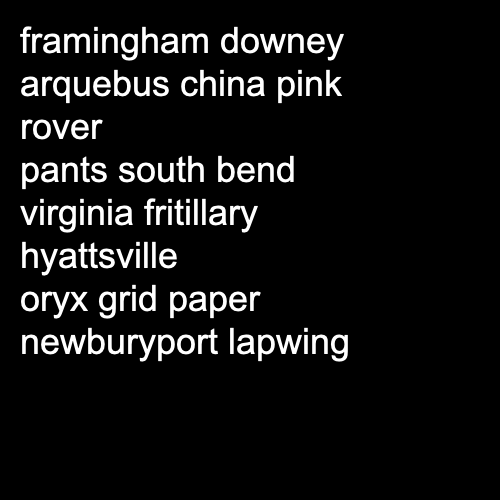 framingham downey
arquebus china pink
rover
pants south bend
virginia fritillary
hyattsville
oryx grid paper
newburyport lapwing